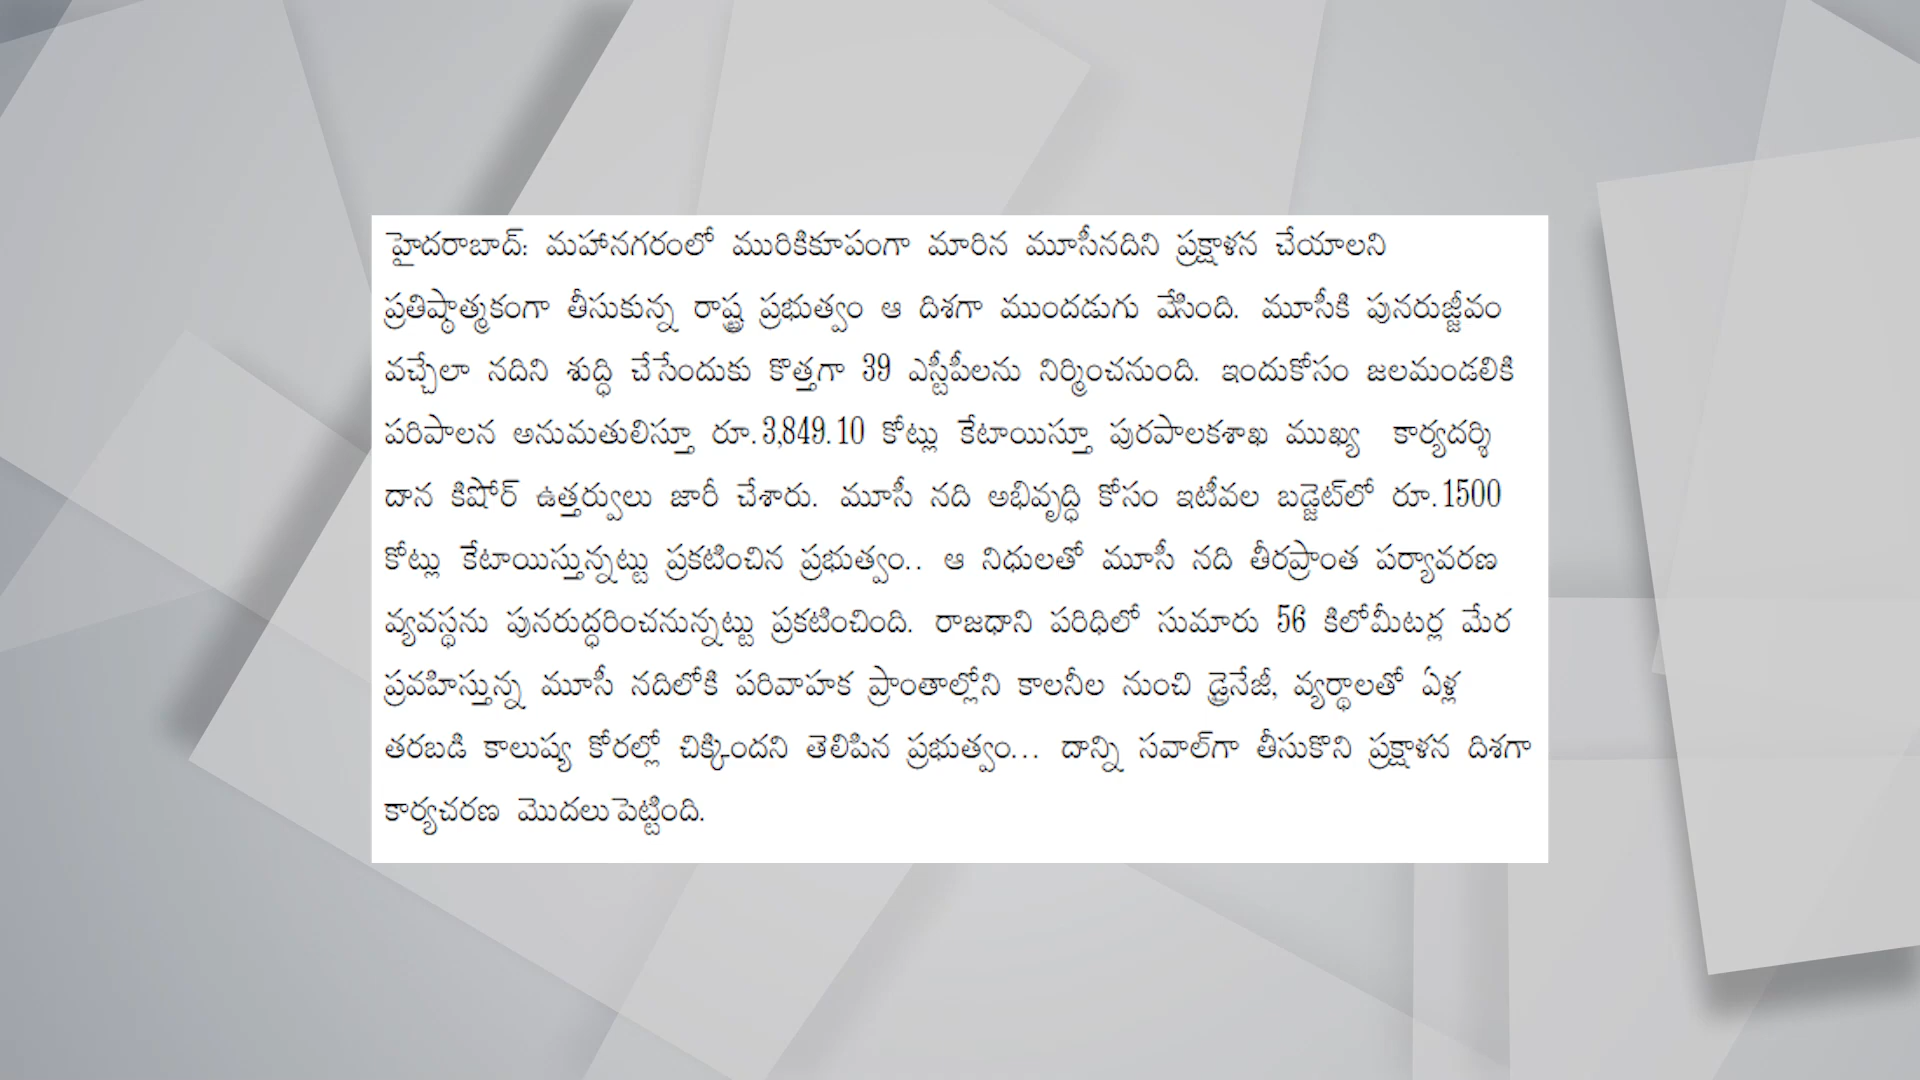 హైదరాబాద్: మహానగరంలో మురికికూపంగా మారిన మూసీనదిని ప్రక్షాళన చేయాలని
ప్రతిష్ఠాత్మకంగా తీసుకున్న రాష్ట్ర ప్రభుత్వం ఆ దిశగా ముందడుగు వేసింది. మూసీకి పునరుజ్జీవం
వచ్చేలా నదిని శుద్ధి చేసేందుకు కొత్తగా 39 ఎస్టీపీలను నిర్మించనుంది. ఇందుకోసం జలమండలికి
పరిపాలన అనుమతులిస్తూ రూ.3,849.10 కోట్లు కేటాయిస్తూ పురపాలకశాఖ ముఖ్య కార్యదర్శి
దాన కిషోర్ ఉత్తర్వులు జారీ చేశారు. మూసీ నది అభివృద్ధి కోసం ఇటీవల బడ్జెట్‌లో రూ.1500
కోట్లు కేటాయిస్తున్నట్టు ప్రకటించిన ప్రభుత్వం.. ఆ నిధులతో మూసీ నది తీరప్రాంత పర్యావరణ
వ్యవస్థను పునరుద్ధరించనున్నట్టు ప్రకటించింది. రాజధాని పరిధిలో సుమారు 56 కిలోమీటర్ల మేర
ప్రవహిస్తున్న మూసీ నదిలోకి పరివాహక ప్రాంతాల్లోని కాలనీల నుంచి డ్రైనేజీ, వ్యర్థాలతో ఏళ్ల
తరబడి కాలుష్య కోరల్లో చిక్కిందని తెలిపిన ప్రభుత్వం... దాన్ని సవాల్‌గా తీసుకొని ప్రక్షాళన దిశగా
కార్యచరణ మొదలుపెట్టింది.